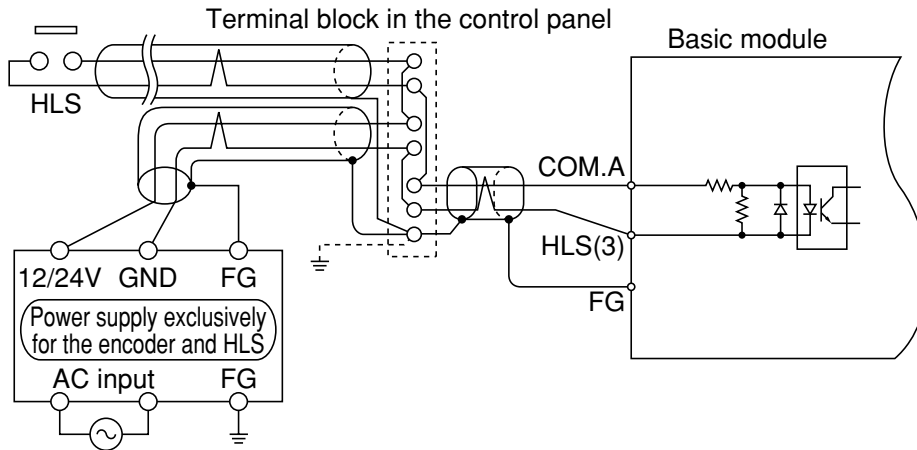 Terminal block in the control panel
Basic module
HLS
COM.A
HLS(3)
FG
12/24V GND FG
Power supply exclusively
for the encoder and HLS
AC input FG